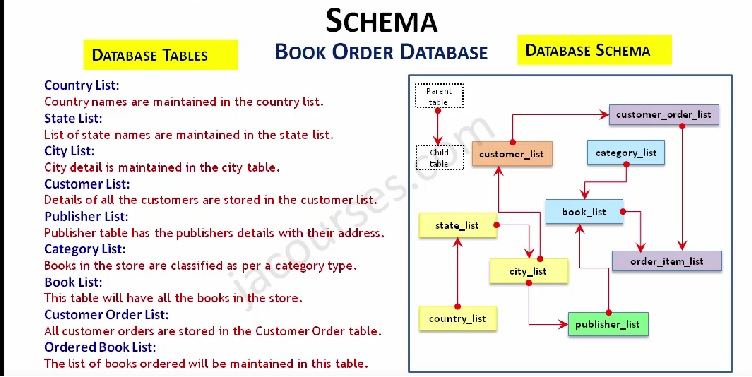 SCHEMA
DATABASE TABLES
BOOK ORDER DATABASE
DATABASE SCHEMA
Country List:
Country names are maintained in the country list.
State List:
List of state names are maintained in the state list.
City List:
City detail is maintained in the city table.
Customer List:
Details of all the customers are stored in the customer list.
Publisher List:
Publisher table has the publishers details with their address.
Category List:
Books in the store are classified as per a category type.
Book List:
This table will have all the books in the store.
Customer Order List:
All customer orders are stored in the Customer Order table.
Ordered Book List:
The list of books ordered will be maintained in this table.
Parent
table
Child
table
customer_order_list
customer_list
category_list
book_list
state_list
order_item_list
city_list
country_list
publisher_list
jacourses.com